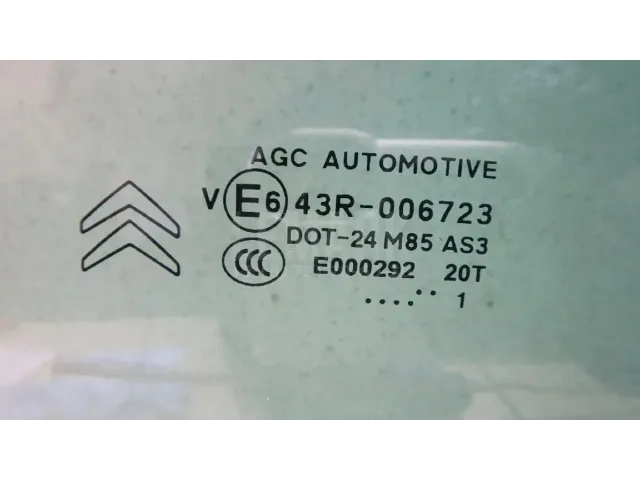 AGC AUTOMOTIVE
V E6 43R-006723
DOT-24 M85 AS3
CCC E000292 20T
....·· 1